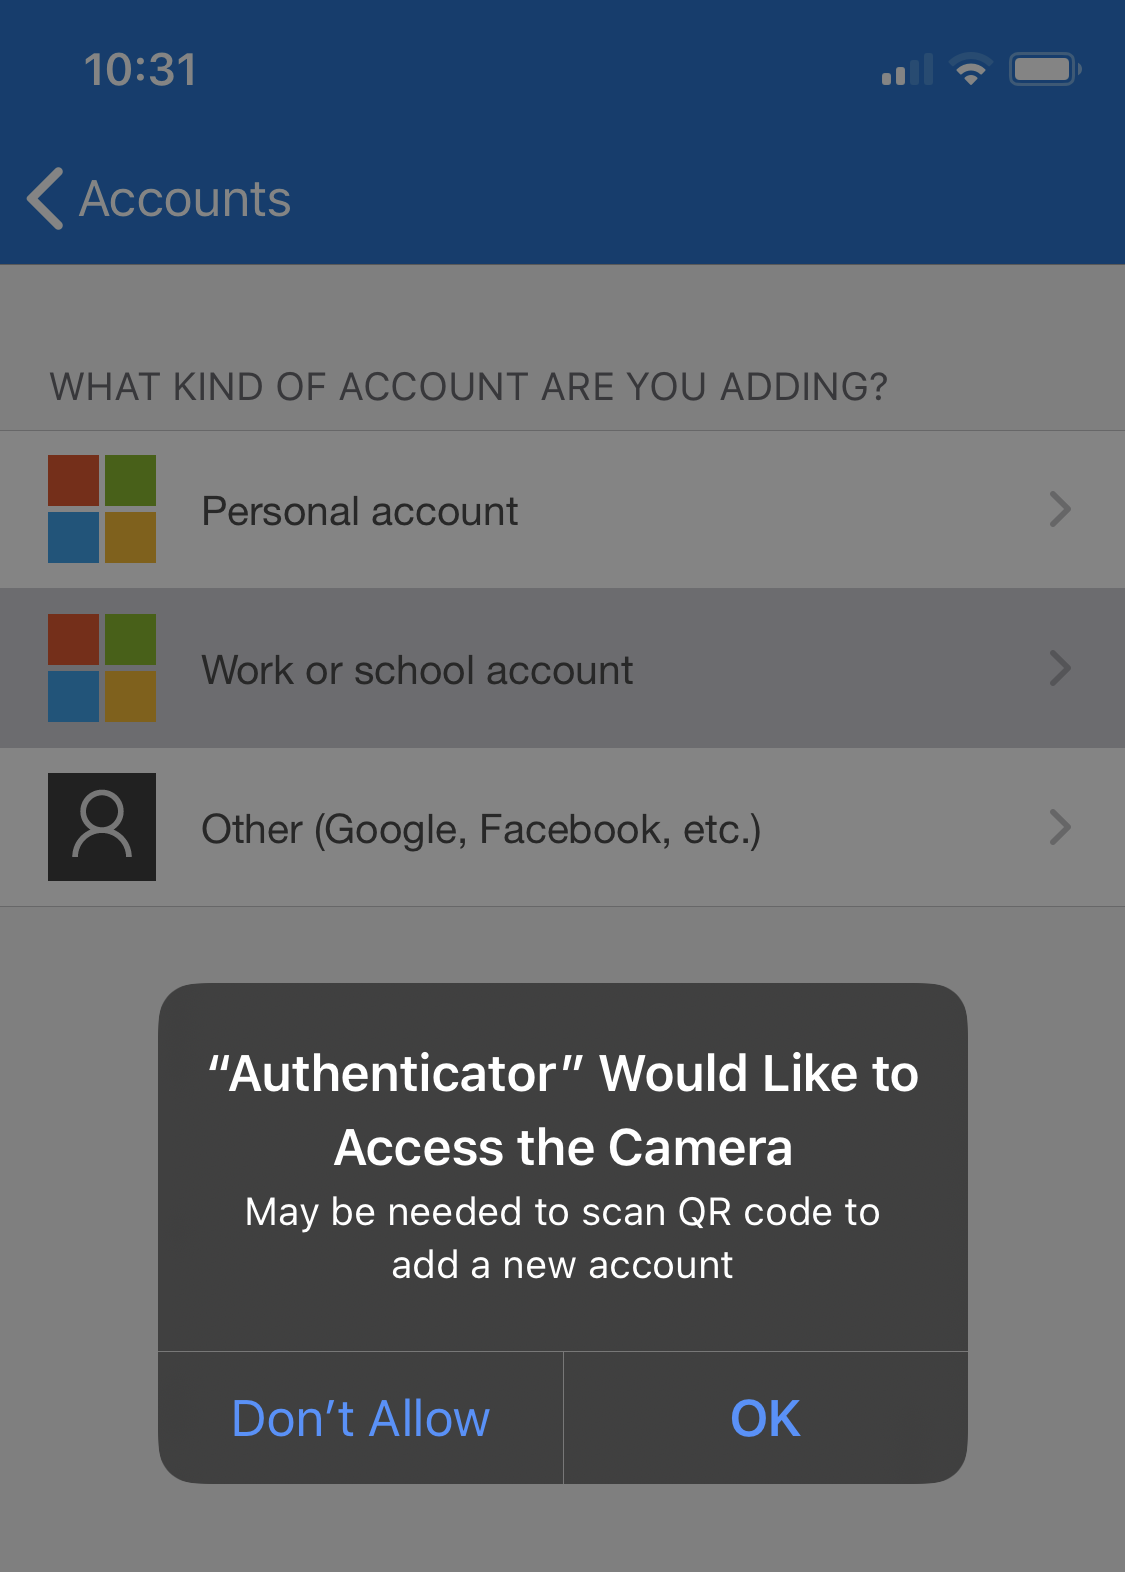 10:31
Accounts
WHAT KIND OF ACCOUNT ARE YOU ADDING?
Personal account
Work or school account
Other (Google, Facebook, etc.)
“Authenticator” Would Like to
Access the Camera
May be needed to scan QR code to
add a new account
Don’t Allow
OK